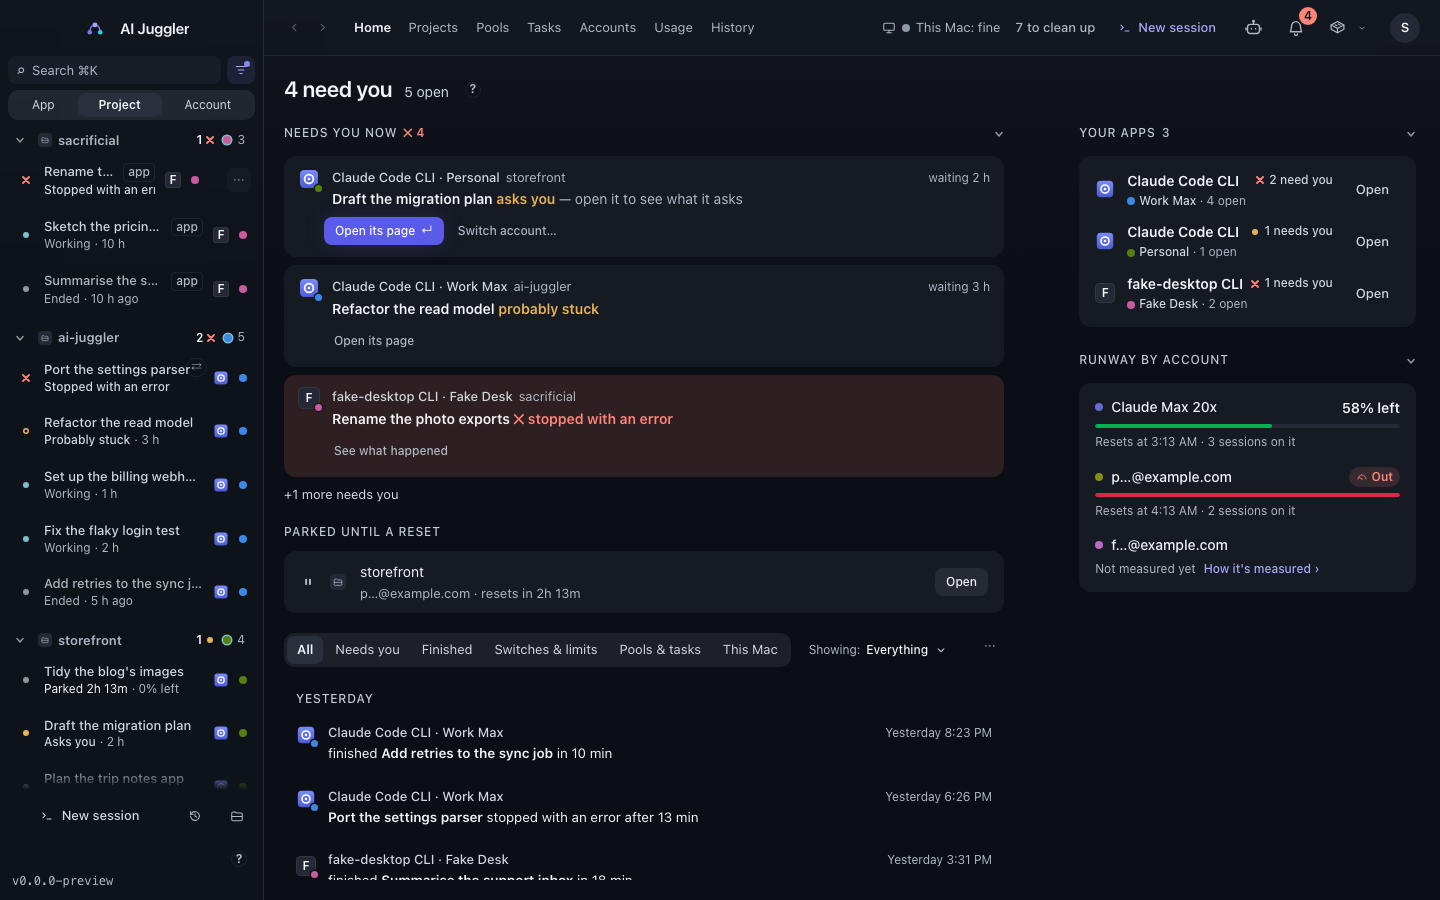 AI Juggler
Search ⌘K
App Project Account
sacrificial 1 3
Rename t... app F
Stopped with an err
Sketch the pricin... app F
Working · 10 h
Summarise the s... app F
Ended · 10 h ago
ai-juggler 2 5
Port the settings parser
Stopped with an error
Refactor the read model
Probably stuck · 3 h
Set up the billing webh...
Working · 1 h
Fix the flaky login test
Working · 2 h
Add retries to the sync j...
Ended · 5 h ago
storefront 1 4
Tidy the blog's images
Parked 2h 13m · 0% left
Draft the migration plan
Asks you · 2 h
Plan the trip notes app
New session
?
v0.0.0-preview
Home Projects Pools Tasks Accounts Usage History
This Mac: fine 7 to clean up New session 4 S
4 need you 5 open ?
NEEDS YOU NOW 4
Claude Code CLI · Personal storefront waiting 2 h
Draft the migration plan asks you — open it to see what it asks
Open its page ↵ Switch account...
Claude Code CLI · Work Max ai-juggler waiting 3 h
Refactor the read model probably stuck
Open its page
F fake-desktop CLI · Fake Desk sacrificial
Rename the photo exports stopped with an error
See what happened
+1 more needs you
PARKED UNTIL A RESET
storefront
p...@example.com · resets in 2h 13m
Open
All Needs you Finished Switches & limits Pools & tasks This Mac Showing: Everything ...
YESTERDAY
Claude Code CLI · Work Max Yesterday 8:23 PM
finished Add retries to the sync job in 10 min
Claude Code CLI · Work Max Yesterday 6:26 PM
Port the settings parser stopped with an error after 13 min
F fake-desktop CLI · Fake Desk Yesterday 3:31 PM
finished Summarise the support inbox in 18 min
YOUR APPS 3
Claude Code CLI 2 need you Open
Work Max · 4 open
Claude Code CLI 1 needs you Open
Personal · 1 open
F fake-desktop CLI 1 needs you Open
Fake Desk · 2 open
RUNWAY BY ACCOUNT
Claude Max 20x 58% left
Resets at 3:13 AM · 3 sessions on it
p...@example.com Out
Resets at 4:13 AM · 2 sessions on it
f...@example.com
Not measured yet How it's measured ›